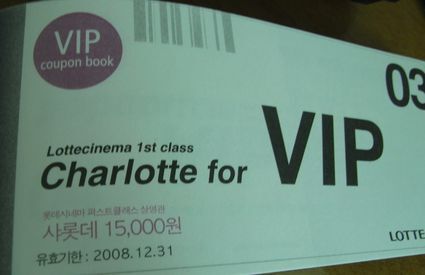 VIP
coupon book
03
Lottecinema 1st class
Charlotte for VIP
롯데시네마 퍼스트클래스 상영관
샤롯데 15,000원
LOTTE
유효기한 : 2008.12.31